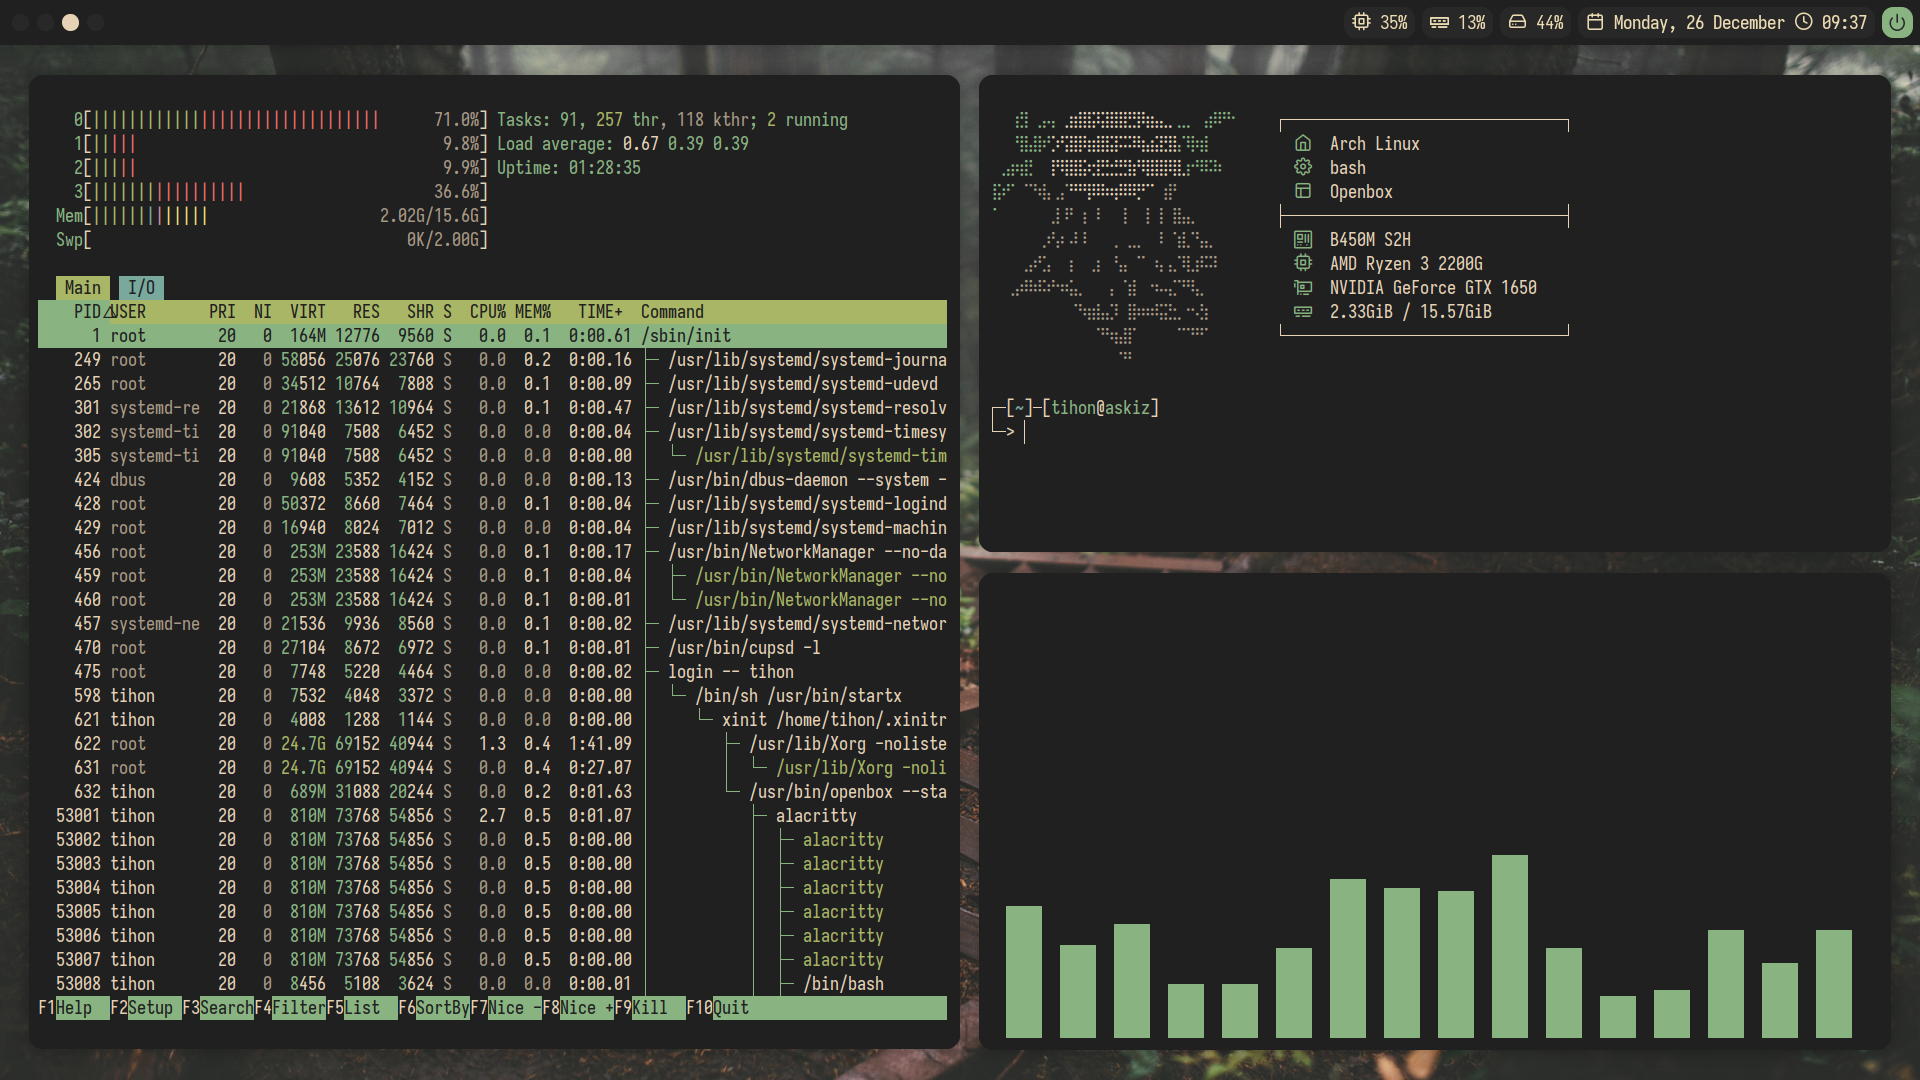 35% 13% 44% Monday, 26 December 09:37
0[ 71.0%] Tasks: 91, 257 thr, 118 kthr; 2 running
1[ 9.8%] Load average: 0.67 0.39 0.39
2[ 9.9%] Uptime: 01:28:35
3[ 36.6%]
Mem[ 2.02G/15.6G]
Swp[ 0K/2.00G]
Main I/O
PID△USER PRI NI VIRT RES SHR S CPU% MEM% TIME+ Command
1 root 20 0 164M 12776 9560 S 0.0 0.1 0:00.61 /sbin/init
249 root 20 0 58056 25076 23760 S 0.0 0.2 0:00.16 ├─ /usr/lib/systemd/systemd-journa
265 root 20 0 34512 10764 7808 S 0.0 0.1 0:00.09 ├─ /usr/lib/systemd/systemd-udevd
301 systemd-re 20 0 21868 13612 10964 S 0.0 0.1 0:00.47 ├─ /usr/lib/systemd/systemd-resolv
302 systemd-ti 20 0 91040 7508 6452 S 0.0 0.0 0:00.04 ├─ /usr/lib/systemd/systemd-timesy
305 systemd-ti 20 0 91040 7508 6452 S 0.0 0.0 0:00.00 │ └─ /usr/lib/systemd/systemd-tim
424 dbus 20 0 9608 5352 4152 S 0.0 0.0 0:00.13 ├─ /usr/bin/dbus-daemon --system -
428 root 20 0 50372 8660 7464 S 0.0 0.1 0:00.04 ├─ /usr/lib/systemd/systemd-logind
429 root 20 0 16940 8024 7012 S 0.0 0.0 0:00.04 ├─ /usr/lib/systemd/systemd-machin
456 root 20 0 253M 23588 16424 S 0.0 0.1 0:00.17 ├─ /usr/bin/NetworkManager --no-da
459 root 20 0 253M 23588 16424 S 0.0 0.1 0:00.04 │ ├─ /usr/bin/NetworkManager --no
460 root 20 0 253M 23588 16424 S 0.0 0.1 0:00.01 │ └─ /usr/bin/NetworkManager --no
457 systemd-ne 20 0 21536 9936 8560 S 0.0 0.1 0:00.02 ├─ /usr/lib/systemd/systemd-networ
470 root 20 0 27104 8672 6972 S 0.0 0.1 0:00.01 ├─ /usr/bin/cupsd -l
475 root 20 0 7748 5220 4464 S 0.0 0.0 0:00.02 ├─ login -- tihon
598 tihon 20 0 7532 4048 3372 S 0.0 0.0 0:00.00 │ └─ /bin/sh /usr/bin/startx
621 tihon 20 0 4008 1288 1144 S 0.0 0.0 0:00.00 │ └─ xinit /home/tihon/.xinitr
622 root 20 0 24.7G 69152 40944 S 1.3 0.4 1:41.09 │ ├─ /usr/lib/Xorg -noliste
631 root 20 0 24.7G 69152 40944 S 0.0 0.4 0:27.07 │ │ └─ /usr/lib/Xorg -noli
632 tihon 20 0 689M 31088 20244 S 0.0 0.2 0:01.63 │ └─ /usr/bin/openbox --sta
53001 tihon 20 0 810M 73768 54856 S 2.7 0.5 0:01.07 │ ├─ alacritty
53002 tihon 20 0 810M 73768 54856 S 0.0 0.5 0:00.00 │ │ ├─ alacritty
53003 tihon 20 0 810M 73768 54856 S 0.0 0.5 0:00.00 │ │ ├─ alacritty
53004 tihon 20 0 810M 73768 54856 S 0.0 0.5 0:00.00 │ │ ├─ alacritty
53005 tihon 20 0 810M 73768 54856 S 0.0 0.5 0:00.00 │ │ ├─ alacritty
53006 tihon 20 0 810M 73768 54856 S 0.0 0.5 0:00.00 │ │ ├─ alacritty
53007 tihon 20 0 810M 73768 54856 S 0.0 0.5 0:00.00 │ │ ├─ alacritty
53008 tihon 20 0 8456 5108 3624 S 0.0 0.0 0:00.01 │ │ ├─ /bin/bash
F1Help F2Setup F3SearchF4FilterF5List F6SortByF7Nice -F8Nice +F9Kill F10Quit
Arch Linux
bash
Openbox
B450M S2H
AMD Ryzen 3 2200G
NVIDIA GeForce GTX 1650
2.33GiB / 15.57GiB
┌─[~]─[tihon@askiz]
└─>